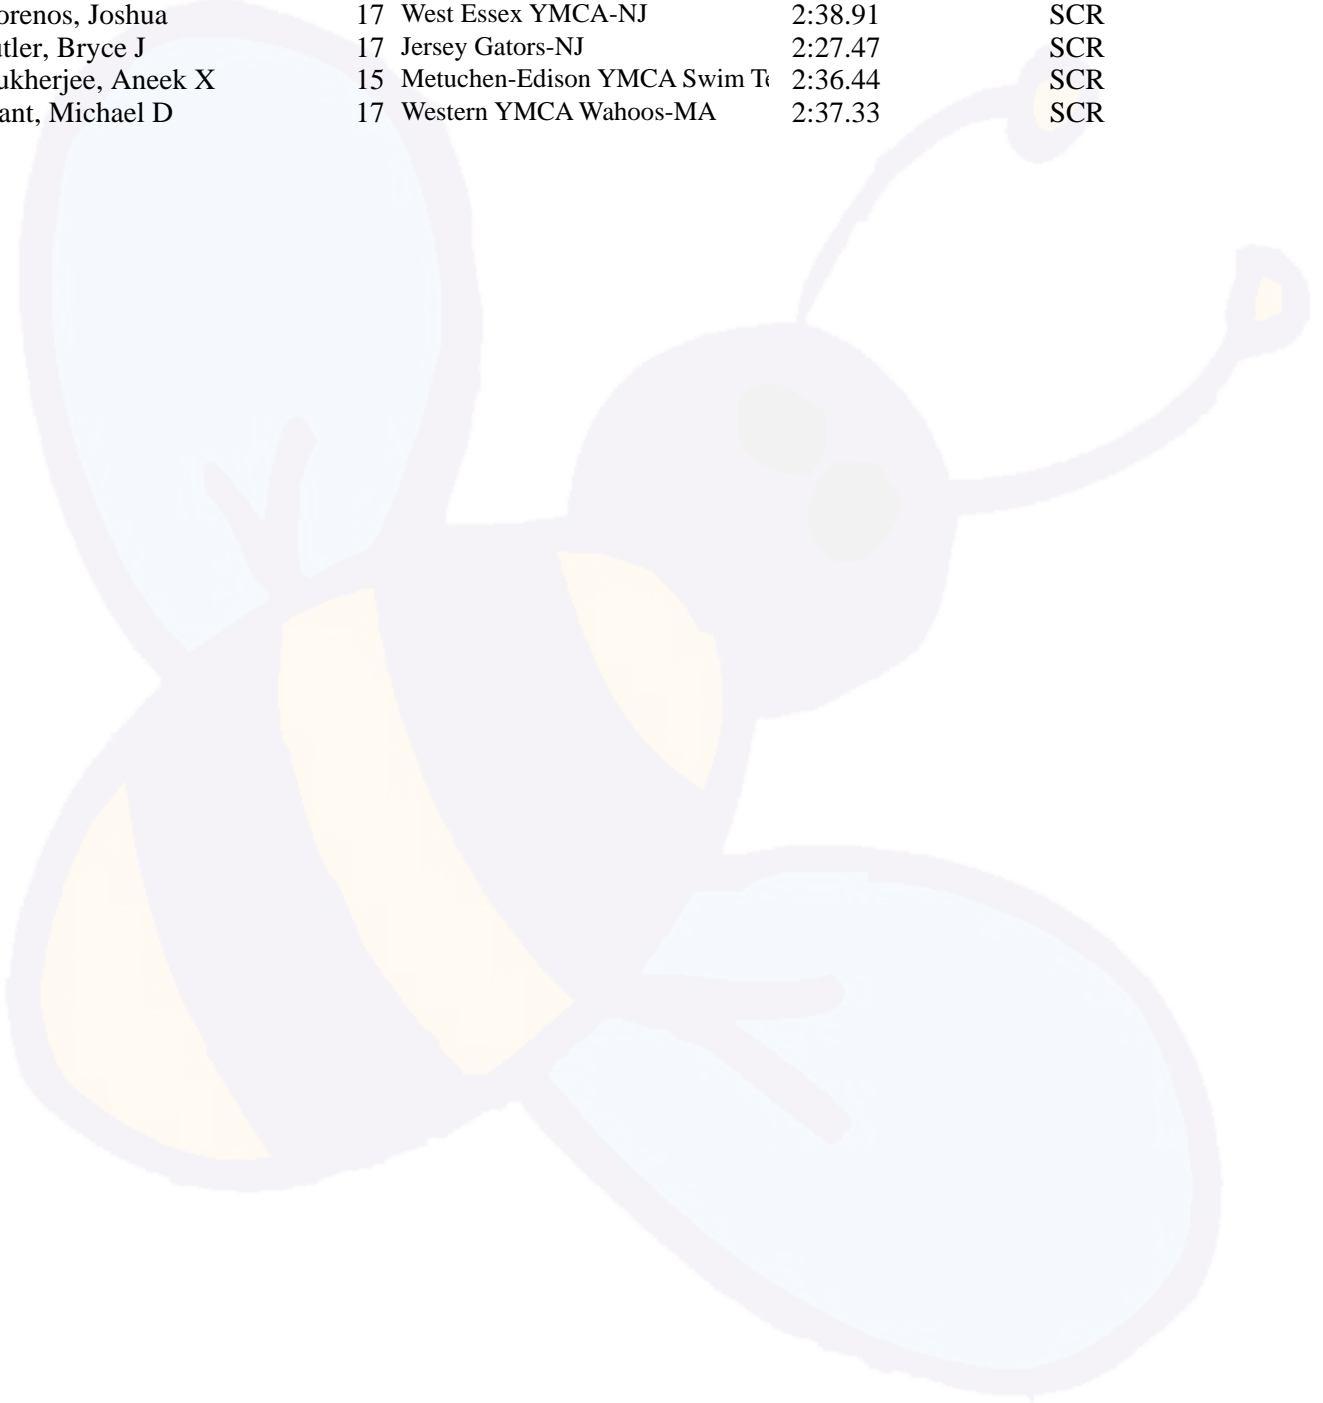 orenos, Joshua 17 West Essex YMCA-NJ 2:38.91 SCR
utler, Bryce J 17 Jersey Gators-NJ 2:27.47 SCR
ukherjee, Aneek X 15 Metuchen-Edison YMCA Swim Te 2:36.44 SCR
ant, Michael D 17 Western YMCA Wahoos-MA 2:37.33 SCR